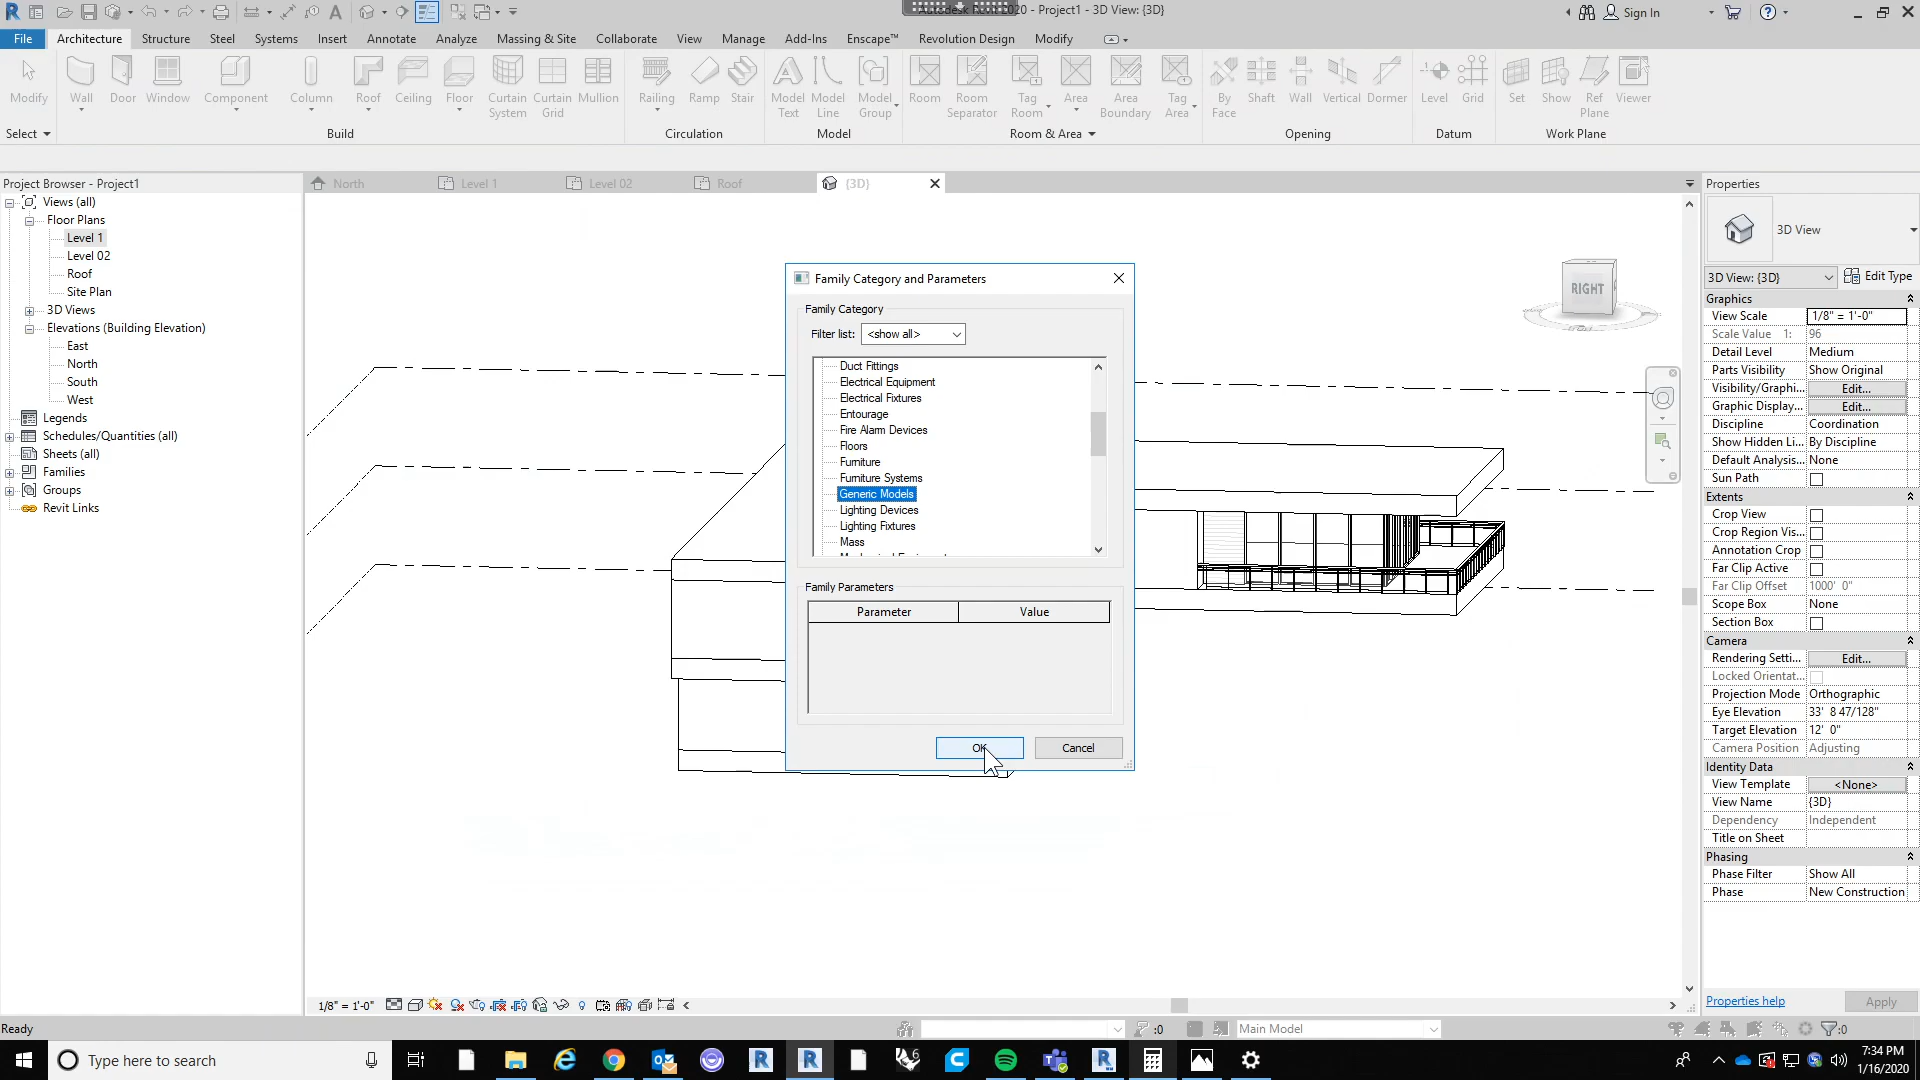 Autodesk Revit 2020 - Project1 - 3D View: {3D}
Sign In
File Architecture Structure Steel Systems Insert Annotate Analyze Massing & Site Collaborate View Manage Add-Ins Enscape™ Revolution Design Modify
Modify Wall Door Window Component Column Roof Ceiling Floor Curtain System Curtain Grid Mullion Railing Ramp Stair Model Text Model Line Model Group Room Room Separator Tag Room Area Area Boundary Tag Area By Face Shaft Wall Vertical Dormer Level Grid Set Show Ref Plane Viewer
Select Build Circulation Model Room & Area Opening Datum Work Plane
Project Browser - Project1
North Level 1 Level 02 Roof {3D}
Views (all)
Floor Plans
Level 1
Level 02
Roof
Site Plan
3D Views
Elevations (Building Elevation)
East
North
South
West
Legends
Schedules/Quantities (all)
Sheets (all)
Families
Groups
Revit Links
RIGHT
Family Category and Parameters
Family Category
Filter list: <show all>
Duct Fittings
Electrical Equipment
Electrical Fixtures
Entourage
Fire Alarm Devices
Floors
Furniture
Furniture Systems
Generic Models
Lighting Devices
Lighting Fixtures
Mass
Family Parameters
Parameter Value
OK Cancel
Properties
3D View
3D View: {3D} Edit Type
Graphics
View Scale 1/8" = 1'-0"
Scale Value 1: 96
Detail Level Medium
Parts Visibility Show Original
Visibility/Graphi... Edit...
Graphic Display... Edit...
Discipline Coordination
Show Hidden Li... By Discipline
Default Analysis... None
Sun Path
Extents
Crop View
Crop Region Vis...
Annotation Crop
Far Clip Active
Far Clip Offset 1000' 0"
Scope Box None
Section Box
Camera
Rendering Setti... Edit...
Locked Orientat...
Projection Mode Orthographic
Eye Elevation 33' 8 47/128"
Target Elevation 12' 0"
Camera Position Adjusting
Identity Data
View Template <None>
View Name {3D}
Dependency Independent
Title on Sheet
Phasing
Phase Filter Show All
Phase New Construction
Properties help Apply
1/8" = 1'-0"
Ready
:0 Main Model :0
Type here to search
7:34 PM
1/16/2020